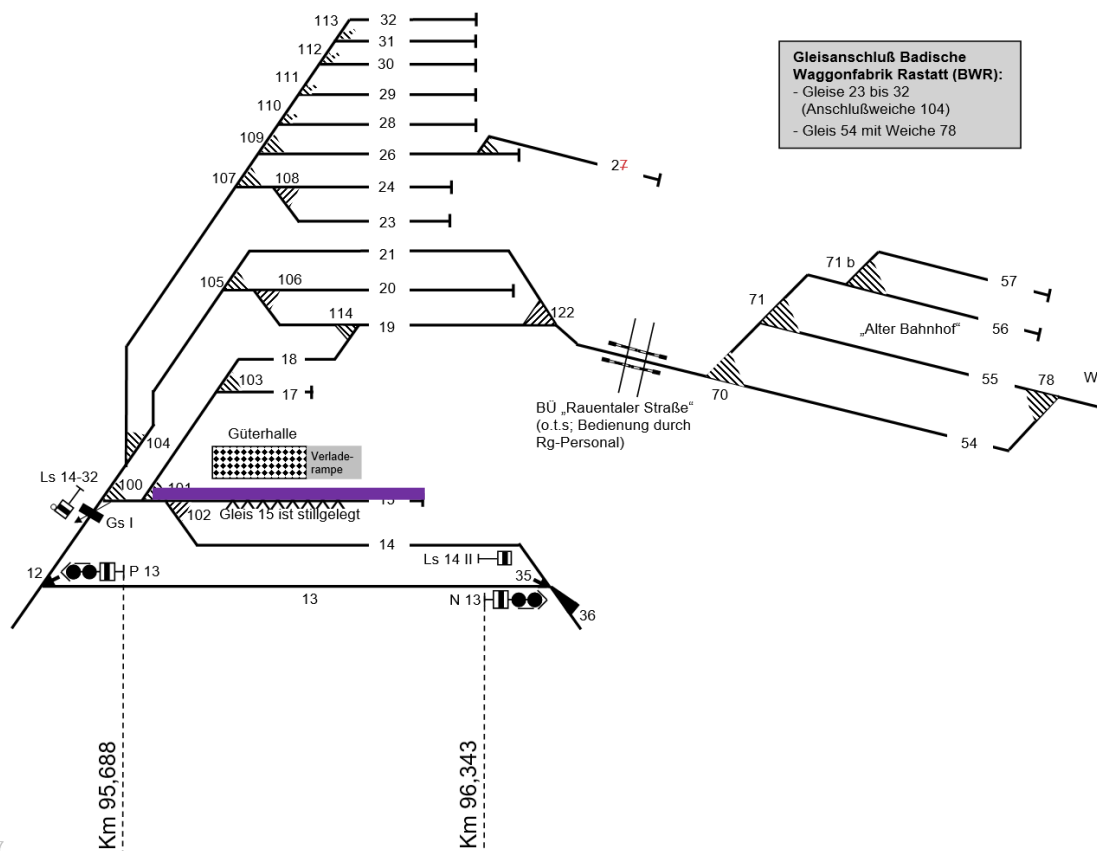 113
32
31
112
30
111
29
110
28
109
26
27
107
108
24
23
Gleisanschluß Badische
Waggonfabrik Rastatt (BWR):
- Gleise 23 bis 32
(Anschlußweiche 104)
- Gleis 54 mit Weiche 78
21
105
106
20
114
19
122
18
103
17
71 b
57
71
56
„Alter Bahnhof“
55
78
W
70
54
BÜ „Rauentaler Straße“
(o.t.s; Bedienung durch
Rg-Personal)
104
Güterhalle
Verlade-
rampe
Ls 14-32
100
101
Gs I
102
Gleis 15 ist stillgelegt
15
14
Ls 14 II
12
P 13
35
13
N 13
36
Km 95,688
Km 96,343